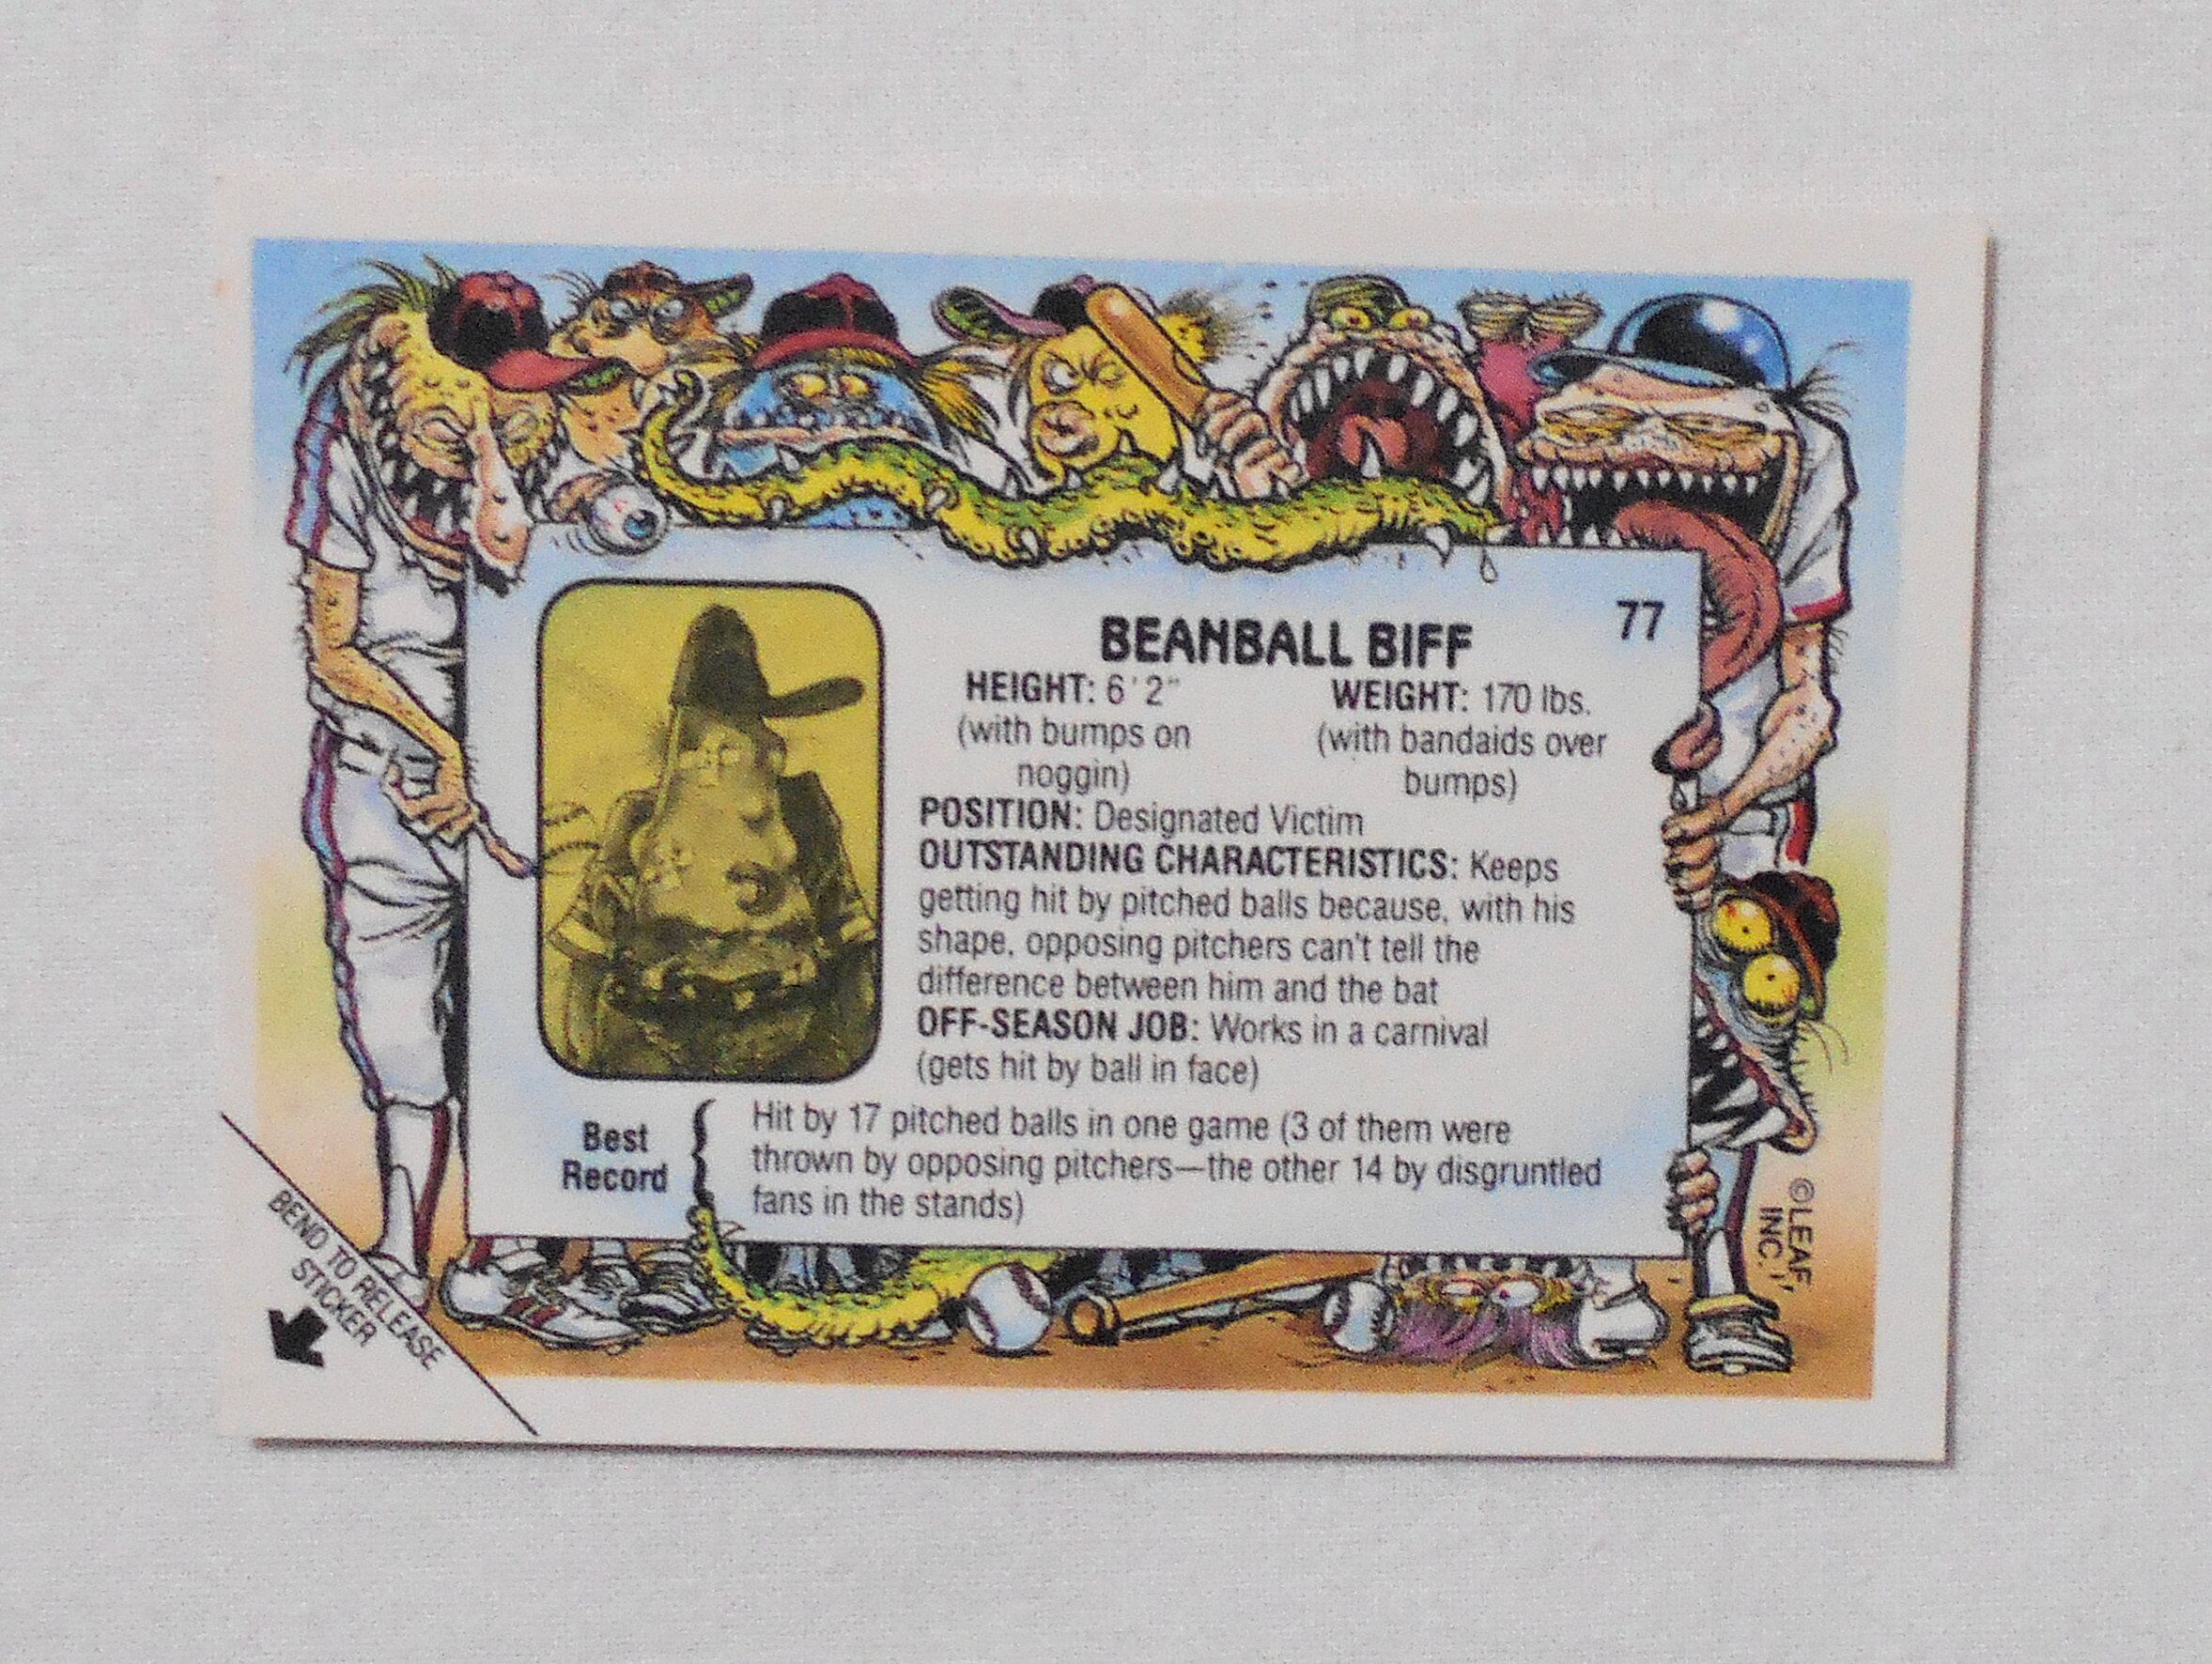 77
BEANBALL BIFF
HEIGHT: 6'2" WEIGHT: 170 lbs.
(with bumps on (with bandaids over
noggin) bumps)
POSITION: Designated Victim
OUTSTANDING CHARACTERISTICS: Keeps
getting hit by pitched balls because, with his
shape, opposing pitchers can't tell the
difference between him and the bat
OFF-SEASON JOB: Works in a carnival
(gets hit by ball in face)
Best
Record
Hit by 17 pitched balls in one game (3 of them were
thrown by opposing pitchers—the other 14 by disgruntled
fans in the stands)
©LEAF,
INC.
BEND TO RELEASE
STICKER